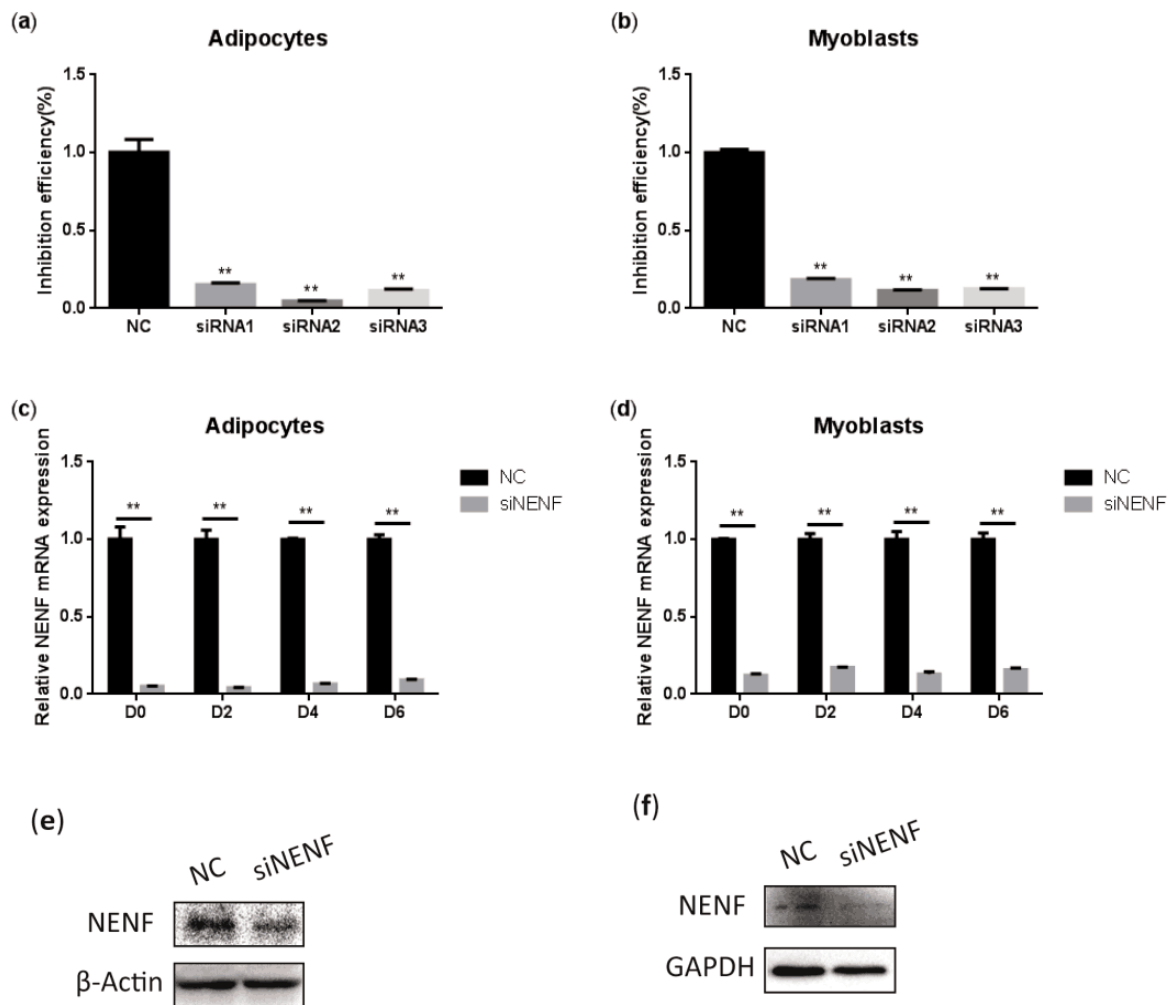 (a)
Adipocytes
Inhibition efficiency(%)
1.5
1.0
0.5
0.0
**
**
**
NC siRNA1 siRNA2 siRNA3
(b)
Myoblasts
Inhibition efficiency(%)
1.5
1.0
0.5
0.0
**
**
**
NC siRNA1 siRNA2 siRNA3
(c)
Adipocytes
Relative NENF mRNA expression
1.5
1.0
0.5
0.0
** ** ** **
D0 D2 D4 D6
NC
siNENF
(d)
Myoblasts
Relative NENF mRNA expression
1.5
1.0
0.5
0.0
** ** ** **
D0 D2 D4 D6
NC
siNENF
(e)
NC siNENF
NENF
β-Actin
(f)
NC siNENF
NENF
GAPDH